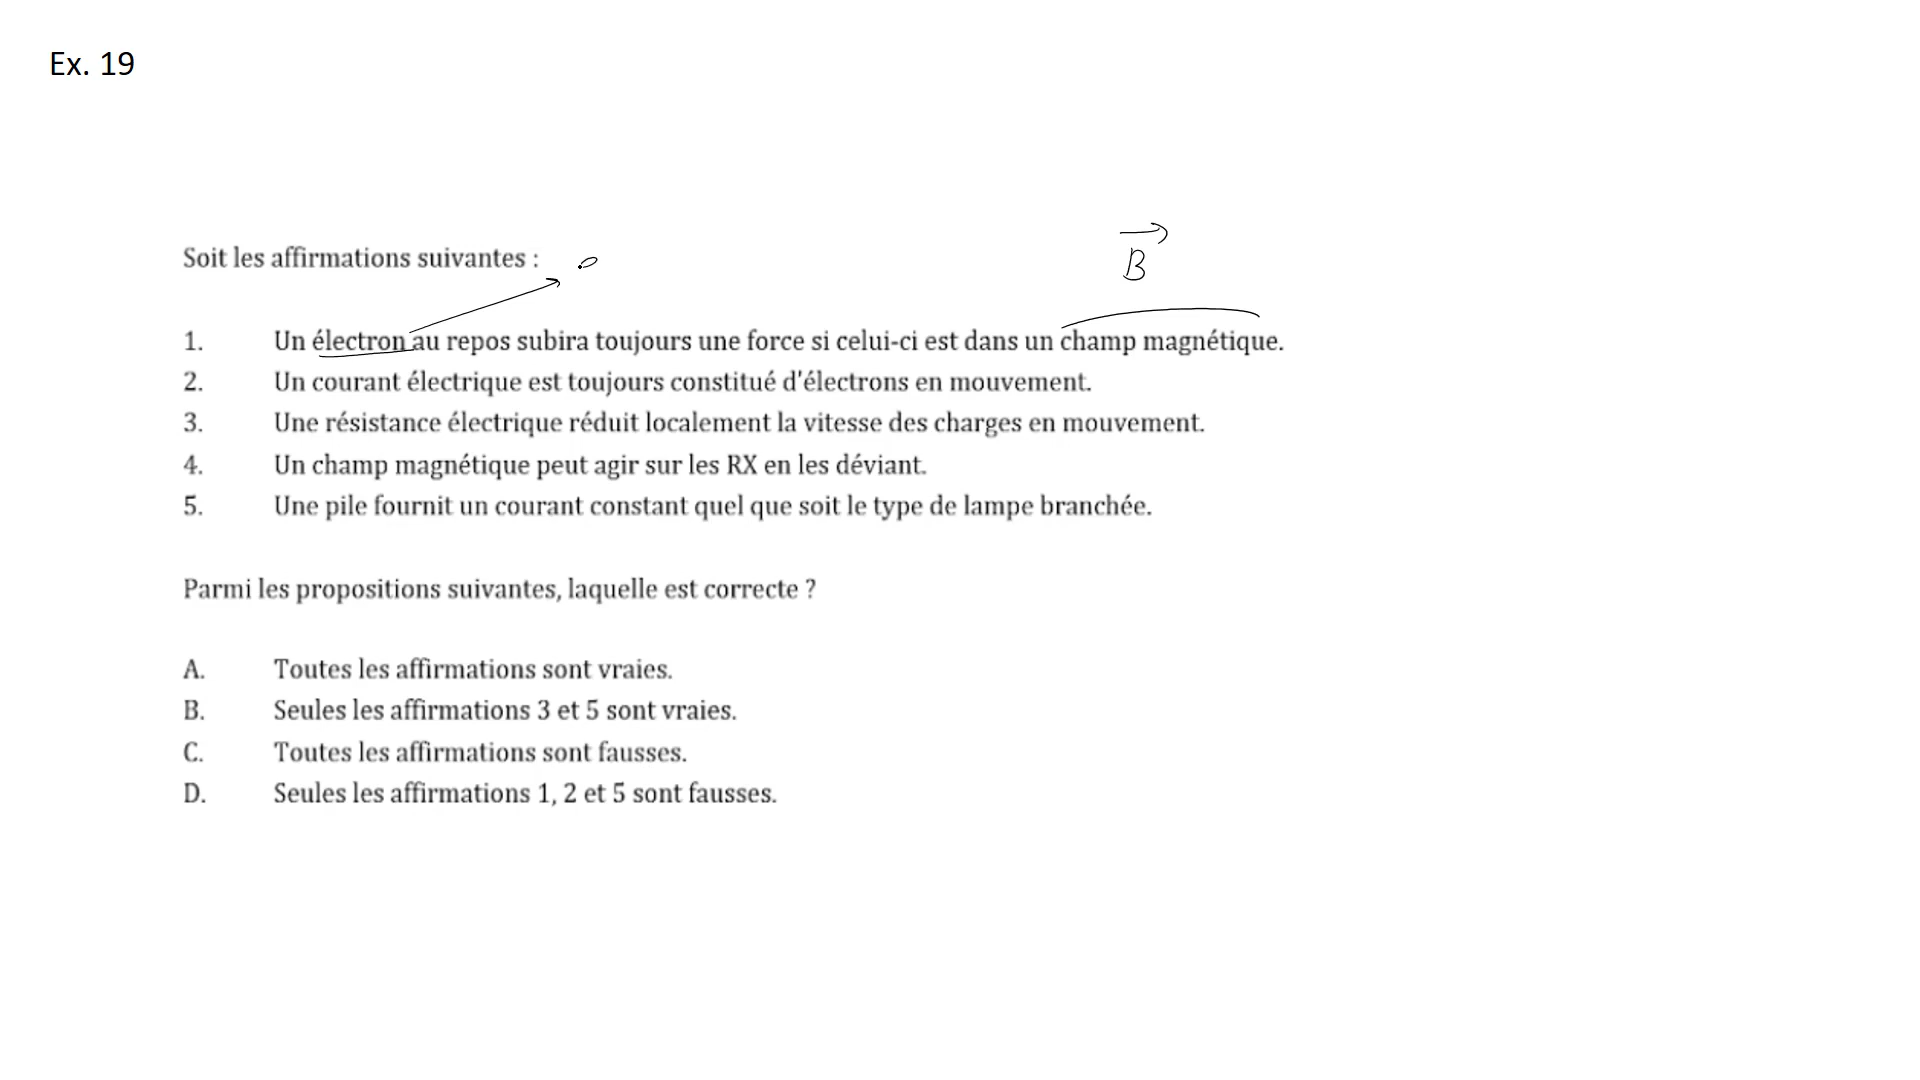 Ex. 19
B
Soit les affirmations suivantes :
1. Un électron au repos subira toujours une force si celui-ci est dans un champ magnétique.
2. Un courant électrique est toujours constitué d'électrons en mouvement.
3. Une résistance électrique réduit localement la vitesse des charges en mouvement.
4. Un champ magnétique peut agir sur les RX en les déviant.
5. Une pile fournit un courant constant quel que soit le type de lampe branchée.
Parmi les propositions suivantes, laquelle est correcte ?
A. Toutes les affirmations sont vraies.
B. Seules les affirmations 3 et 5 sont vraies.
C. Toutes les affirmations sont fausses.
D. Seules les affirmations 1, 2 et 5 sont fausses.